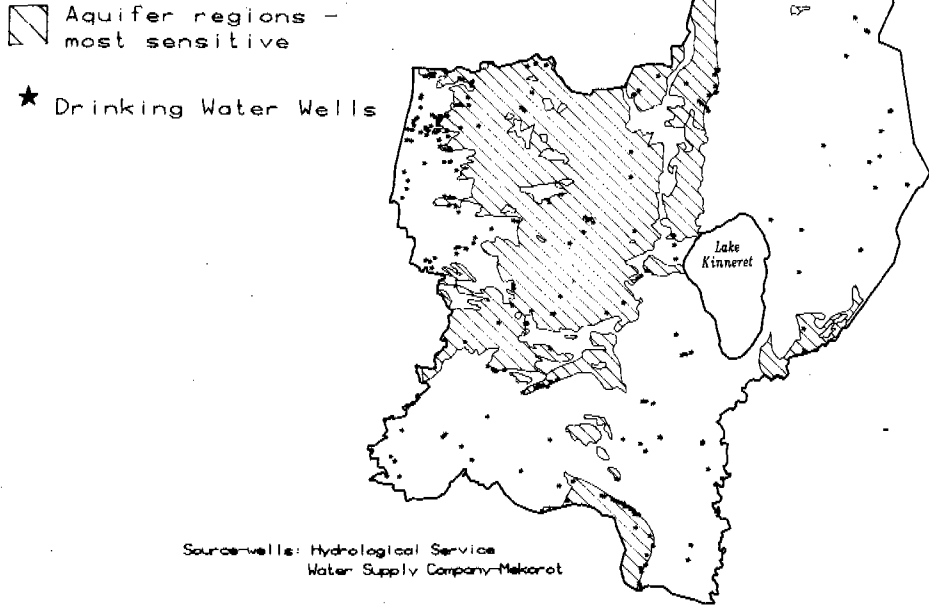 Aquifer regions -
most sensitive
Drinking Water Wells
Lake
Kinneret
Source-wells: Hydrological Service
Water Supply Company-Mekorot